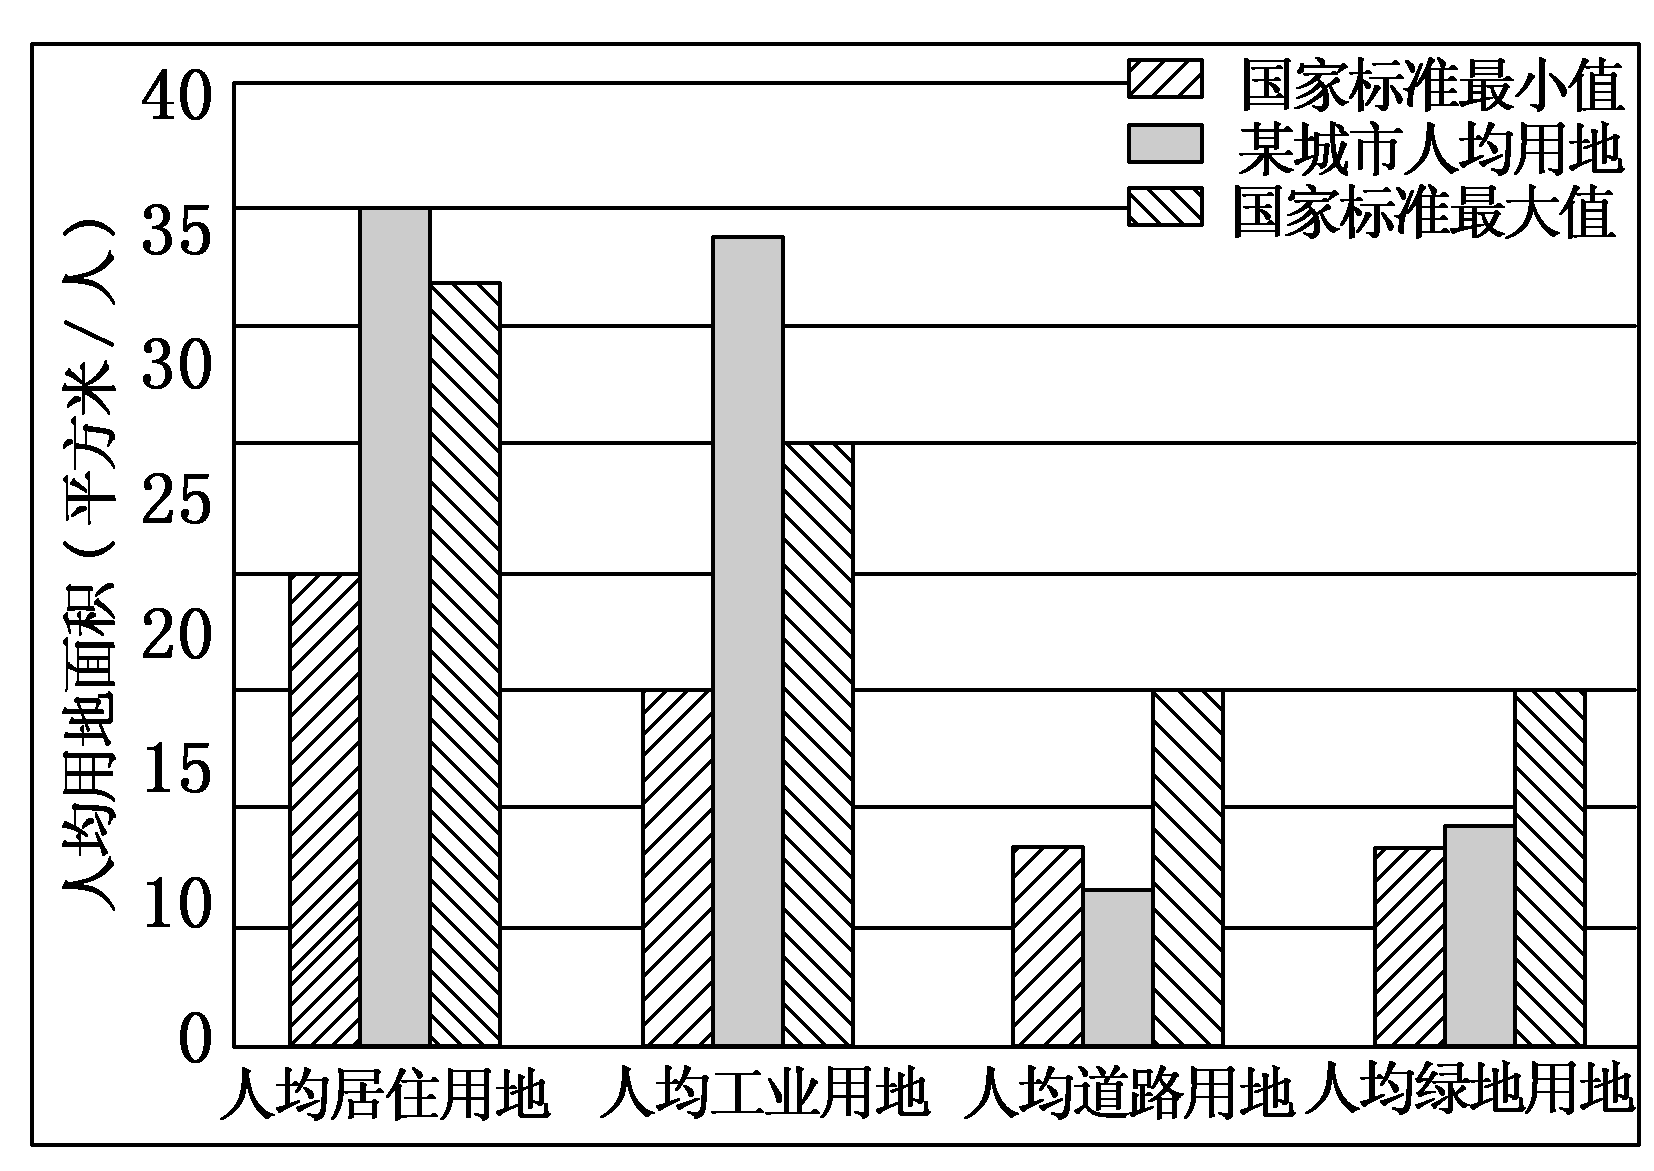 国家标准最小值
某城市人均用地
国家标准最大值
人均用地面积(平方米/人)
40
35
30
25
20
15
10
0
人均居住用地
人均工业用地
人均道路用地
人均绿地用地